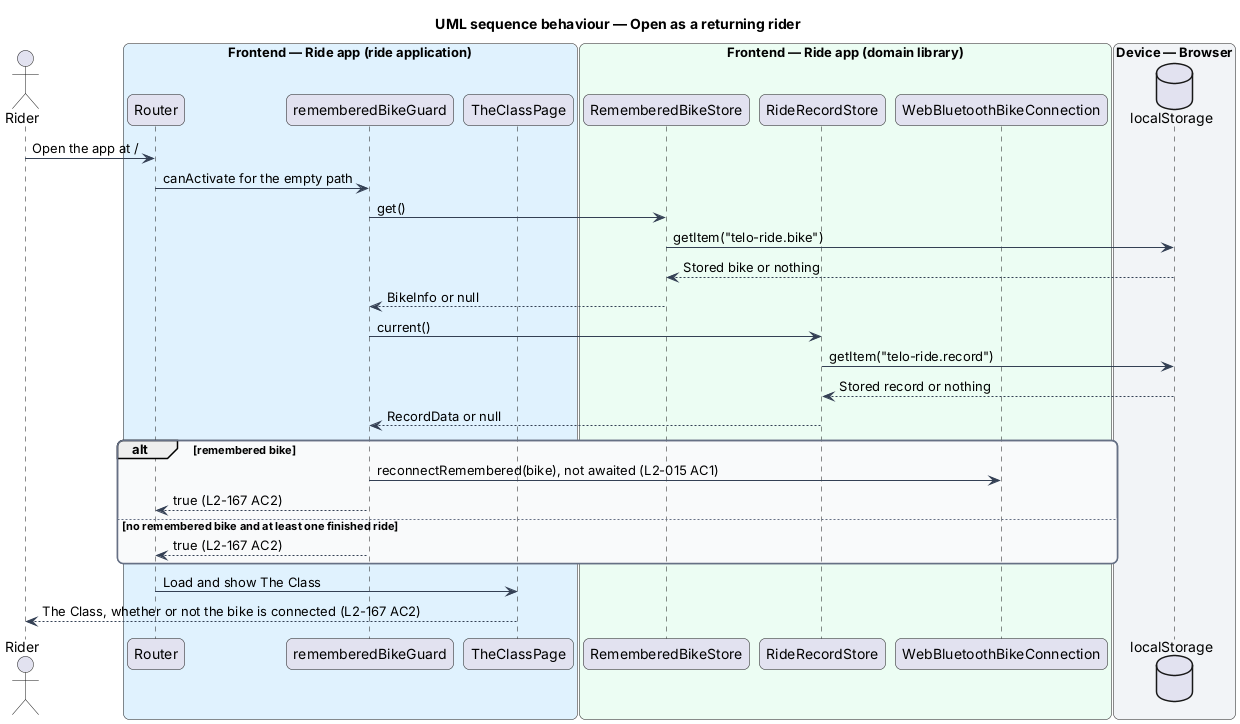 UML sequence behaviour — Open as a returning rider
Frontend — Ride app (ride application)
Frontend — Ride app (domain library)
Device — Browser
Rider
Router
rememberedBikeGuard
TheClassPage
RememberedBikeStore
RideRecordStore
WebBluetoothBikeConnection
localStorage
Open the app at /
canActivate for the empty path
get()
getItem("telo-ride.bike")
Stored bike or nothing
BikeInfo or null
current()
getItem("telo-ride.record")
Stored record or nothing
RecordData or null
alt
[remembered bike]
reconnectRemembered(bike), not awaited (L2-015 AC1)
true (L2-167 AC2)
[no remembered bike and at least one finished ride]
true (L2-167 AC2)
Load and show The Class
The Class, whether or not the bike is connected (L2-167 AC2)
Rider
Router
rememberedBikeGuard
TheClassPage
RememberedBikeStore
RideRecordStore
WebBluetoothBikeConnection
localStorage